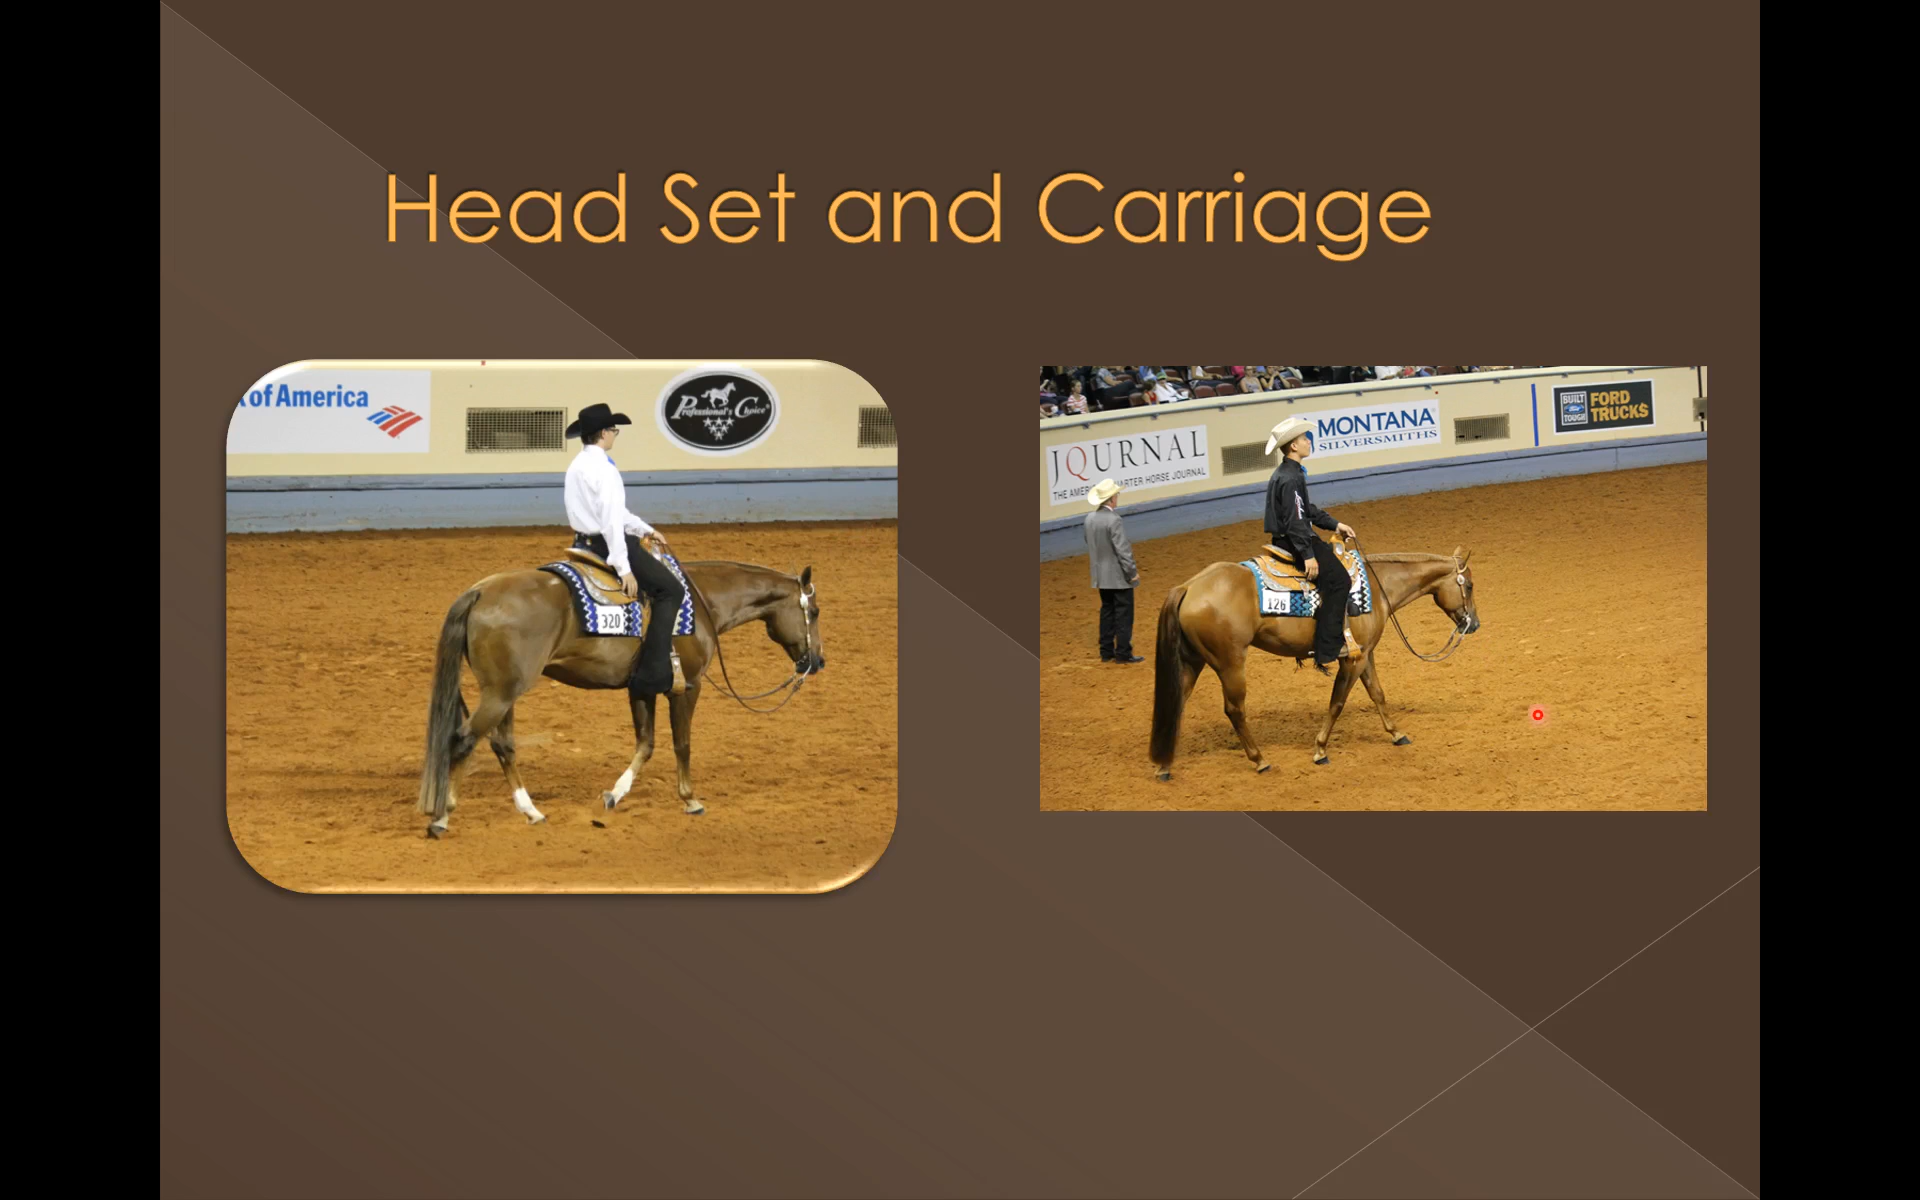 Head Set and Carriage
of America
Professional's Choice
320
JOURNAL
THE AMERICAN QUARTER HORSE JOURNAL
MONTANA
SILVERSMITHS
BUILT
Ford
TOUGH
FORD
TRUCKS
126